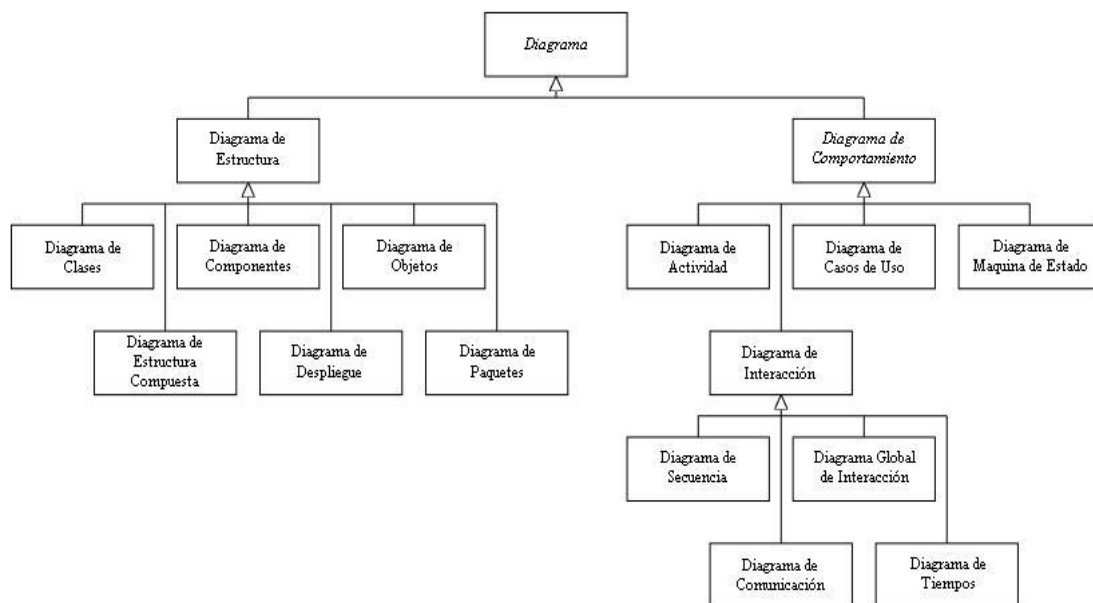 Diagrama
Diagrama de
Estructura
Diagrama de
Comportamiento
Diagrama de
Clases
Diagrama de
Componentes
Diagrama de
Objetos
Diagrama de
Actividad
Diagrama de
Casos de Uso
Diagrama de
Maquina de Estado
Diagrama de
Estructura
Compuesta
Diagrama de
Despliegue
Diagrama de
Paquetes
Diagrama de
Interacción
Diagrama de
Secuencia
Diagrama Global
de Interacción
Diagrama de
Comunicación
Diagrama de
Tiempos